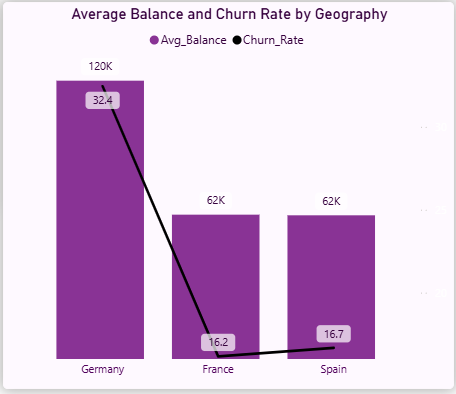 Average Balance and Churn Rate by Geography
Avg_Balance Churn_Rate
120K
32.4
62K
62K
16.2
16.7
Germany France Spain